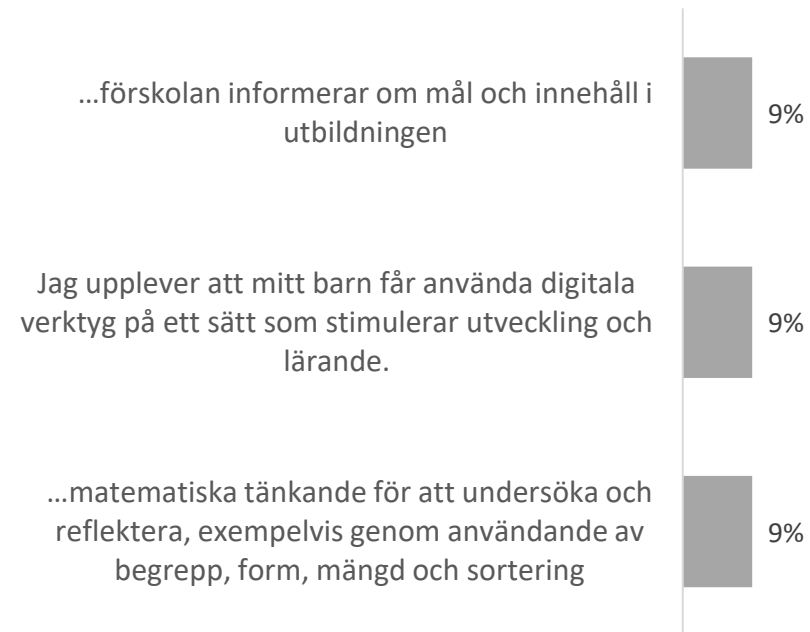 …förskolan informerar om mål och innehåll i
utbildningen
9%
Jag upplever att mitt barn får använda digitala
verktyg på ett sätt som stimulerar utveckling och
lärande.
9%
…matematiska tänkande för att undersöka och
reflektera, exempelvis genom användande av
begrepp, form, mängd och sortering
9%